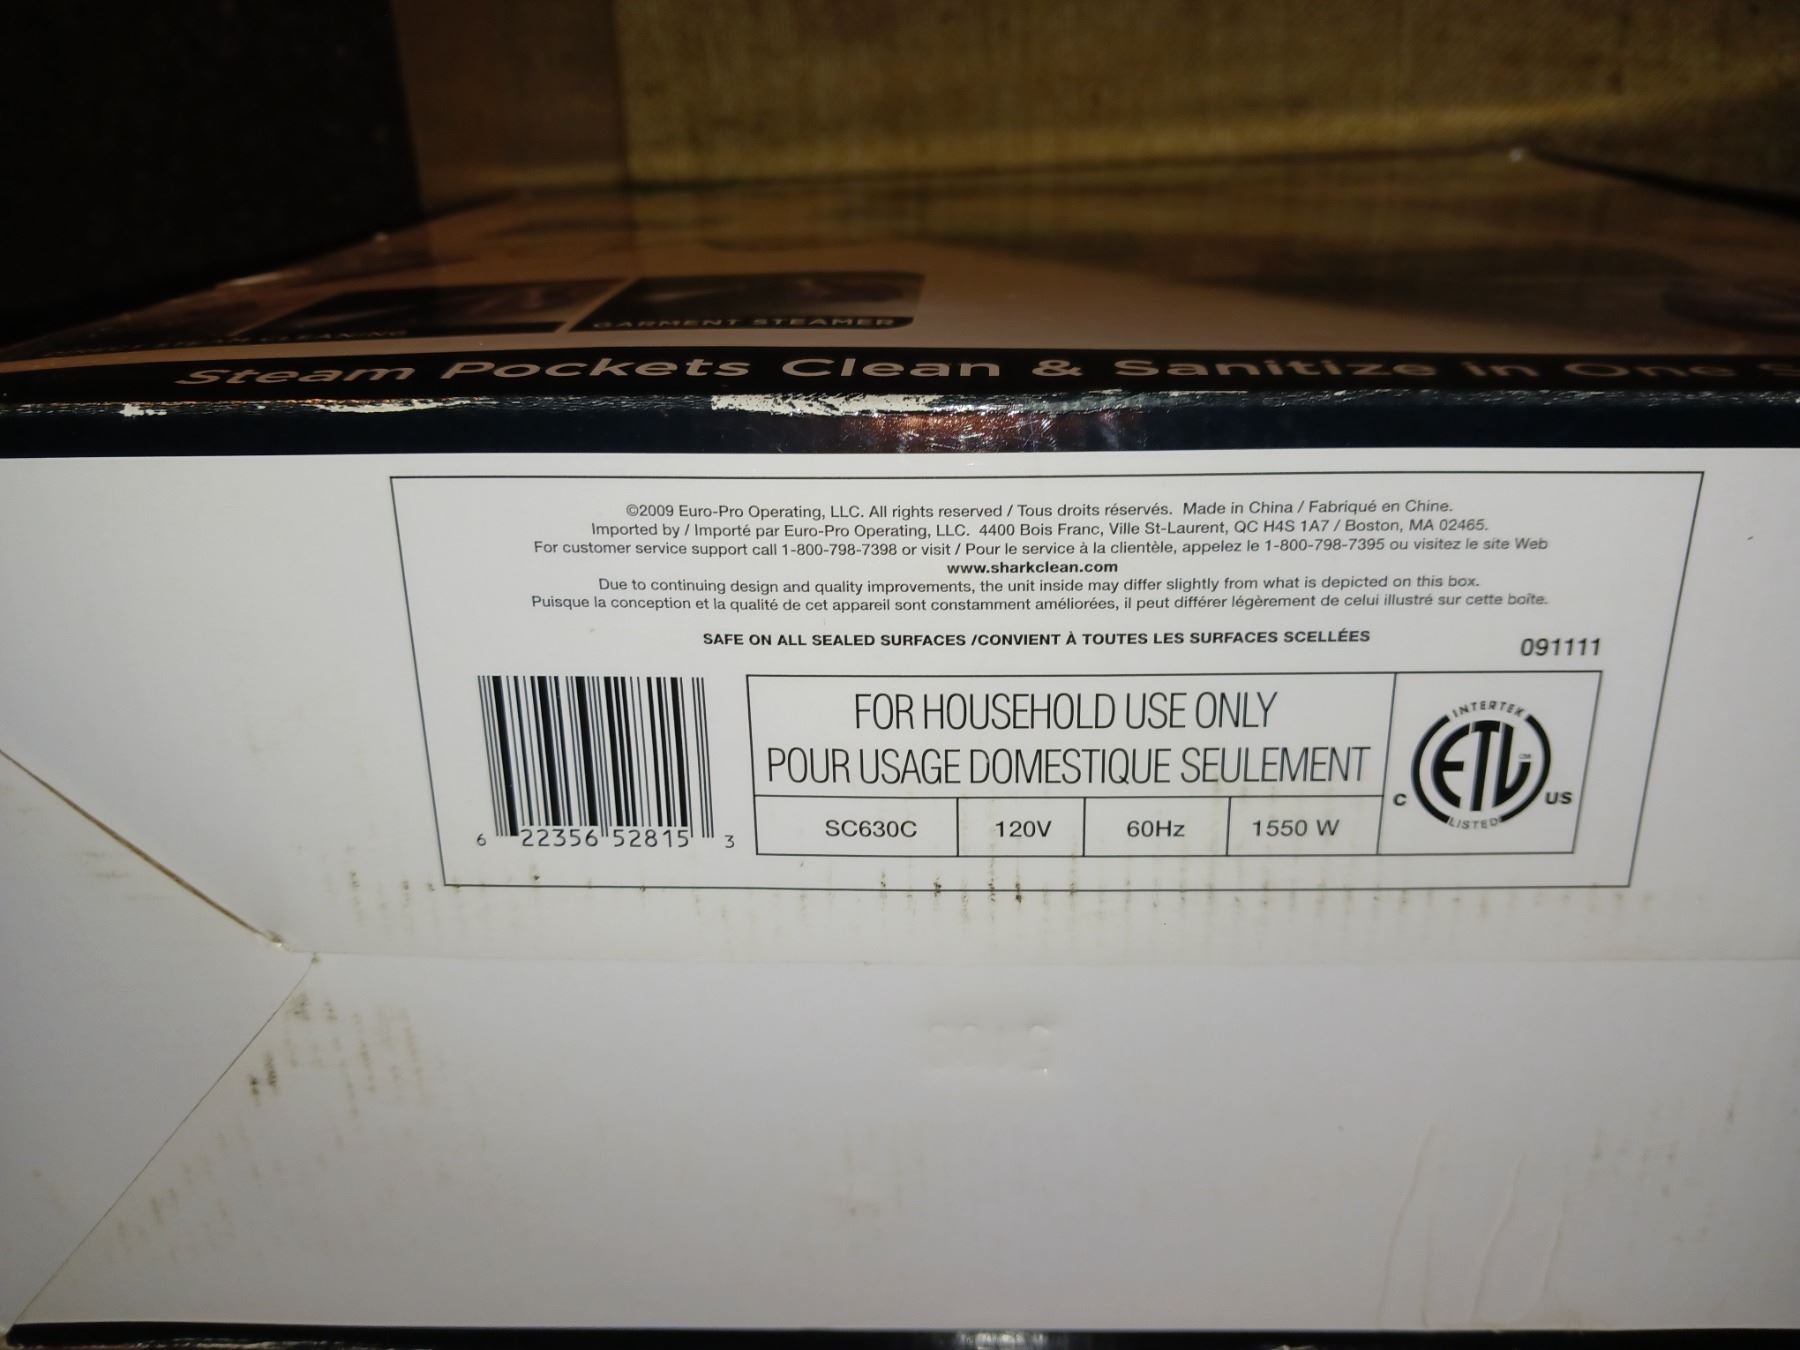 GARMENT STEAMER
Steam Pockets Clean & Sanitize in One
©2009 Euro-Pro Operating, LLC. All rights reserved / Tous droits réservés. Made in China / Fabriqué en Chine.
Imported by / Importé par Euro-Pro Operating, LLC. 4400 Bois Franc, Ville St-Laurent, QC H4S 1A7 / Boston, MA 02465.
For customer service support call 1-800-798-7398 or visit / Pour le service à la clientèle, appelez le 1-800-798-7395 ou visitez le site Web
www.sharkclean.com
Due to continuing design and quality improvements, the unit inside may differ slightly from what is depicted on this box.
Puisque la conception et la qualité de cet appareil sont constamment améliorées, il peut différer légèrement de celui illustré sur cette boîte.
SAFE ON ALL SEALED SURFACES /CONVIENT À TOUTES LES SURFACES SCELLÉES
091111
FOR HOUSEHOLD USE ONLY
POUR USAGE DOMESTIQUE SEULEMENT
SC630C 120V 60Hz 1550 W
INTERTEK
ETL CM
C US
LISTED
6 22356 52815 3